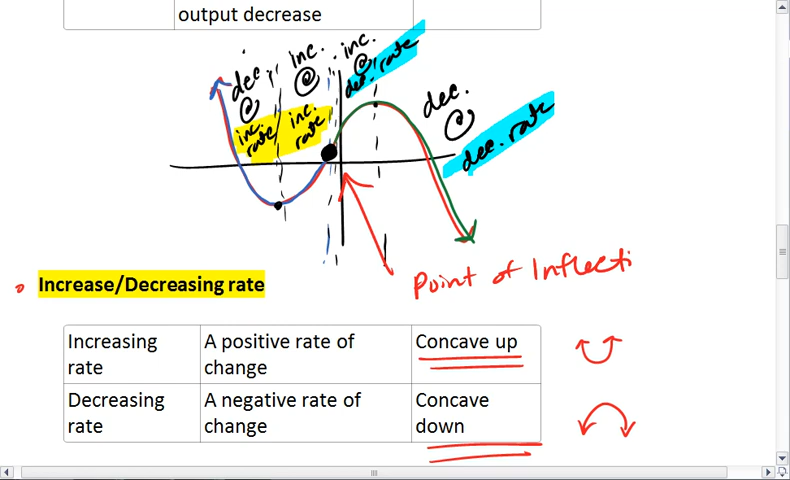 output decrease
dec.
@
inc.
rate
inc.
@
inc.
rate
inc.
@
dec. rate
dec.
@
dec. rate
Point of Inflecti
Increase/Decreasing rate
Increasing rate
A positive rate of change
Concave up
Decreasing rate
A negative rate of change
Concave down